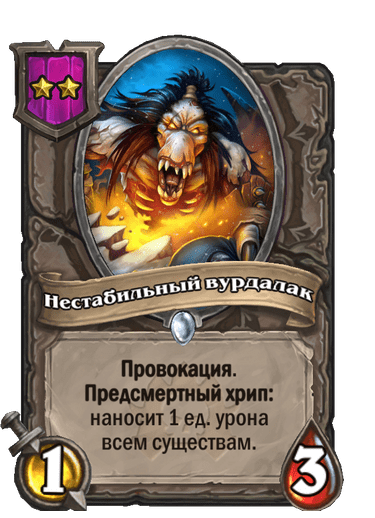 Нестабильный вурдалак
Провокация.
Предсмертный хрип:
наносит 1 ед. урона
всем существам.
1
3